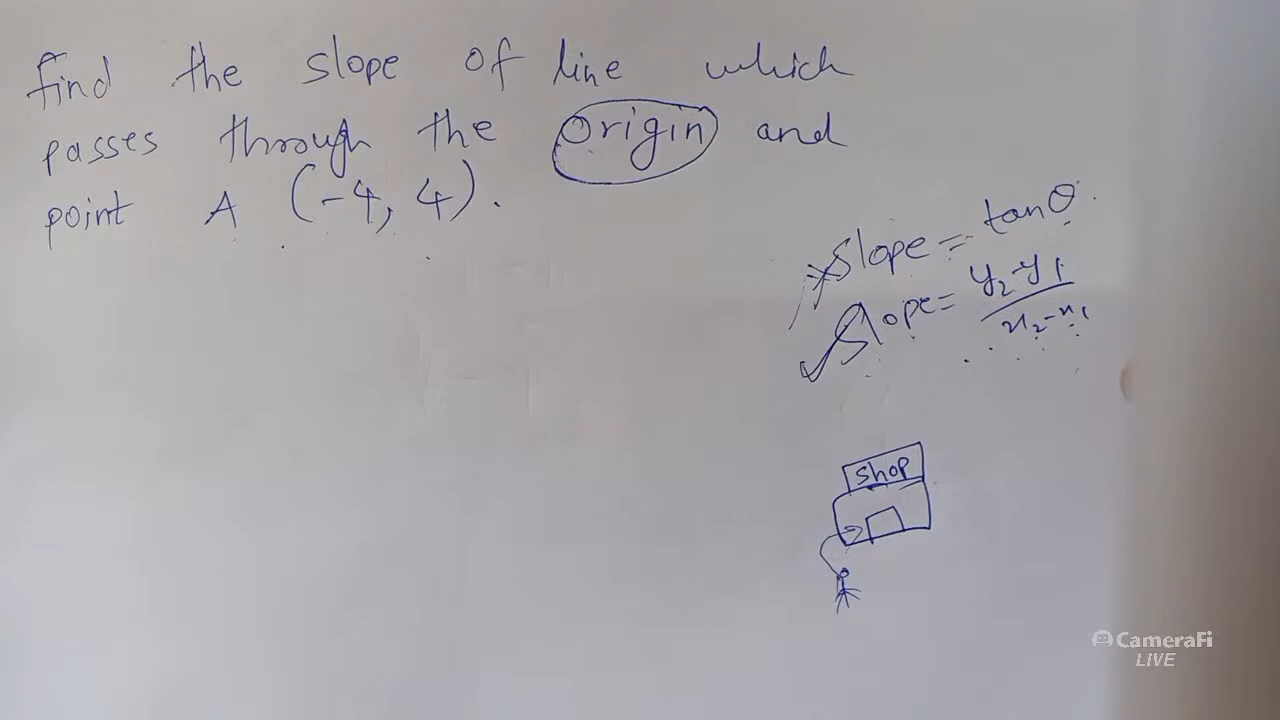 find the slope of line which
passes through the origin and
point A (-4, 4).
Slope = tanθ
Slope = y₂-y₁/x₂-x₁
shop
CameraFi
LIVE